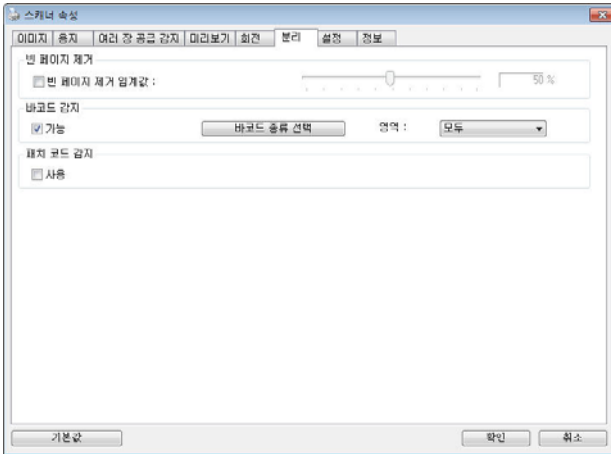 스캐너 속성
이미지 용지 여러 장 공급 감지 미리보기 회전 분리 설정 정보
빈 페이지 제거
빈 페이지 제거 임계값 : 50 %
바코드 감지
가능 바코드 종류 선택 영역 : 모두
패치 코드 감지
사용
기본값 확인 취소